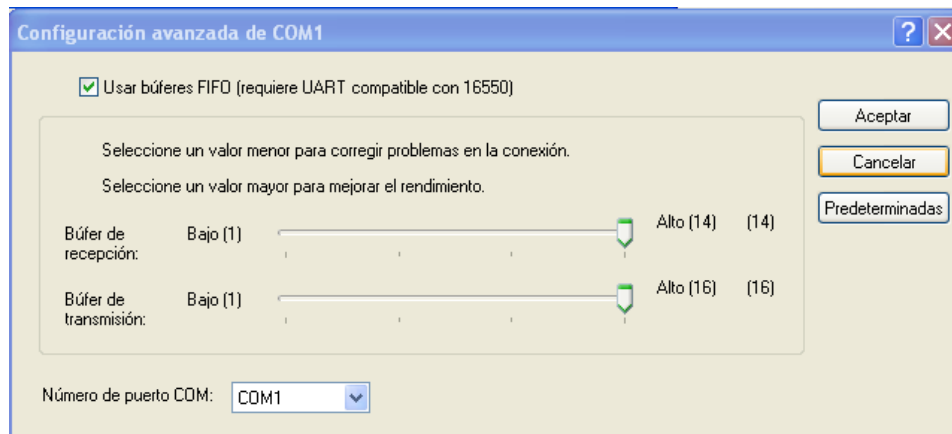 Configuración avanzada de COM1
?
Usar búferes FIFO (requiere UART compatible con 16550)
Aceptar
Cancelar
Predeterminadas
Seleccione un valor menor para corregir problemas en la conexión.
Seleccione un valor mayor para mejorar el rendimiento.
Búfer de
recepción:
Bajo (1)
Alto (14)
(14)
Búfer de
transmisión:
Bajo (1)
Alto (16)
(16)
Número de puerto COM:
COM1